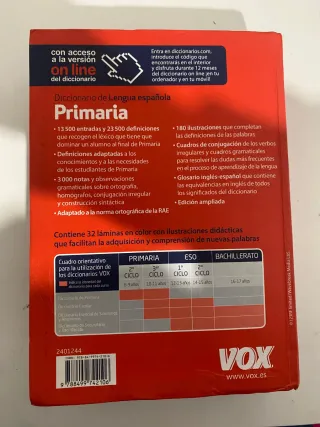 con acceso
a la versión
on line
del diccionario
Entra en diccionarios.com,
introduce el código que
encontrarás en el interior
y disfruta durante 12 meses
del diccionario on line ¡en tu
ordenador y en tu móvil!
Diccionario de Lengua española
Primaria
• 13 500 entradas y 23 500 definiciones
que recogen el léxico que tiene que
dominar un alumno al final de Primaria
• Definiciones adaptadas a los
conocimientos y a las necesidades
de los estudiantes de Primaria
• 3 000 notas y observaciones
gramaticales sobre ortografía,
homógrafos, conjugación irregular
y construcción sintáctica
• Adaptado a la norma ortográfica de la RAE
• 180 ilustraciones que completan
las definiciones de las palabras
• Cuadros de conjugación de los verbos
irregulares y cuadros gramaticales
para resolver las dudas más frecuentes
en el proceso de aprendizaje de la lengua
• Glosario inglés-español que contiene
las equivalencias en inglés de todos
los significados del diccionario
• Edición ampliada
Contiene 32 láminas en color con ilustraciones didácticas
que facilitan la adquisición y comprensión de nuevas palabras
Cuadro orientativo
para la utilización de
los diccionarios VOX
PRIMARIA
ESO
BACHILLERATO
2º
CICLO
3er
CICLO
1er
CICLO
2º
CICLO
2401244
9 788499 742106
VOX
www.vox.es